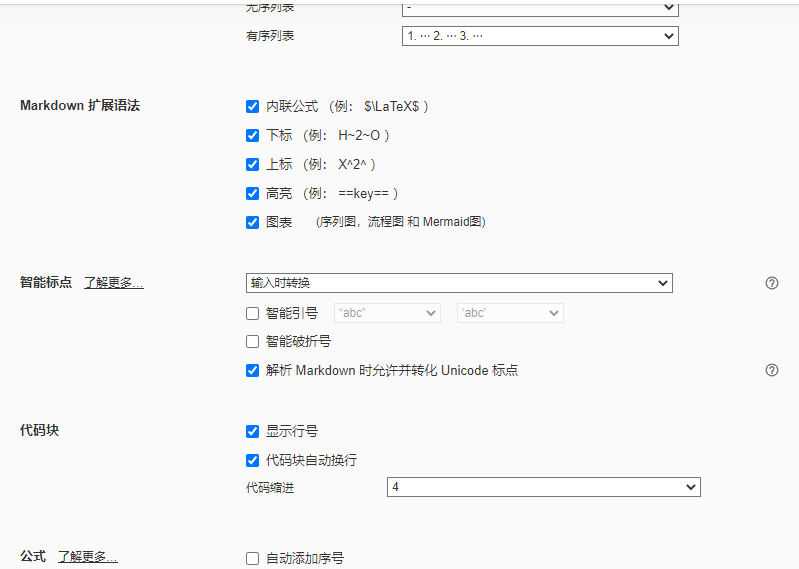 无序列表 -
有序列表 1. ··· 2. ··· 3. ···
Markdown 扩展语法 内联公式 （例： $\LaTeX$ ）
下标 （例： H~2~O ）
上标 （例： X^2^ ）
高亮 （例： ==key== ）
图表 (序列图，流程图 和 Mermaid图)
智能标点 了解更多... 输入时转换
智能引号 “abc” ‘abc’
智能破折号
解析 Markdown 时允许并转化 Unicode 标点
代码块 显示行号
代码块自动换行
代码缩进 4
公式 了解更多... 自动添加序号